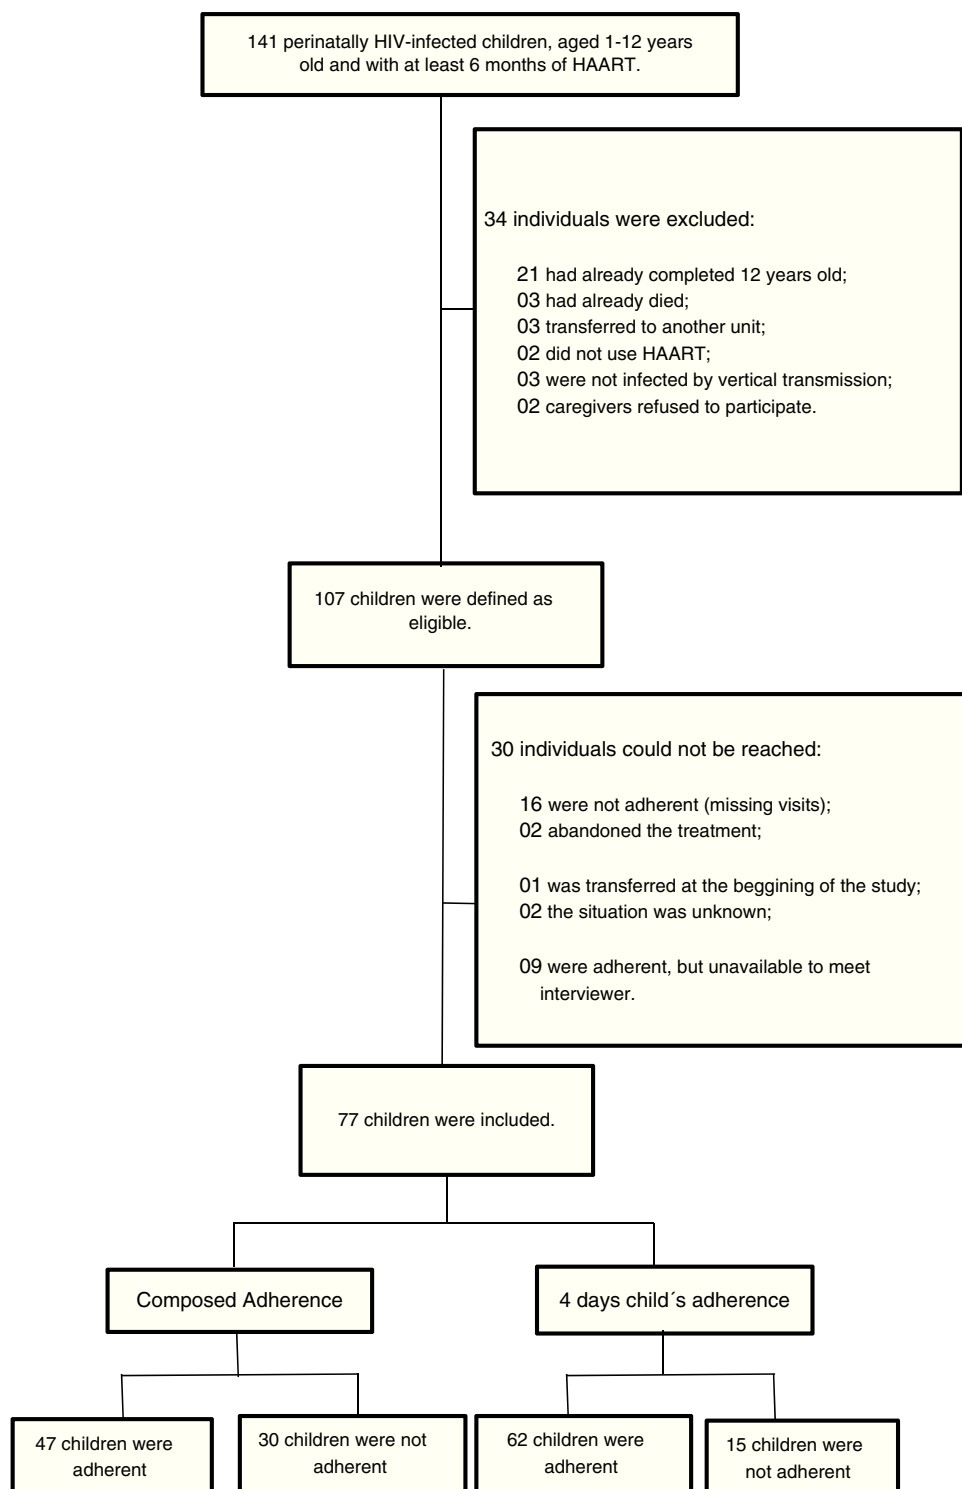 141 perinatally HIV-infected children, aged 1-12 years
old and with at least 6 months of HAART.
34 individuals were excluded:
21 had already completed 12 years old;
03 had already died;
03 transferred to another unit;
02 did not use HAART;
03 were not infected by vertical transmission;
02 caregivers refused to participate.
107 children were defined as
eligible.
30 individuals could not be reached:
16 were not adherent (missing visits);
02 abandoned the treatment;
01 was transferred at the beggining of the study;
02 the situation was unknown;
09 were adherent, but unavailable to meet
interviewer.
77 children were included.
Composed Adherence
4 days child´s adherence
47 children were
adherent
30 children were not
adherent
62 children were
adherent
15 children were
not adherent